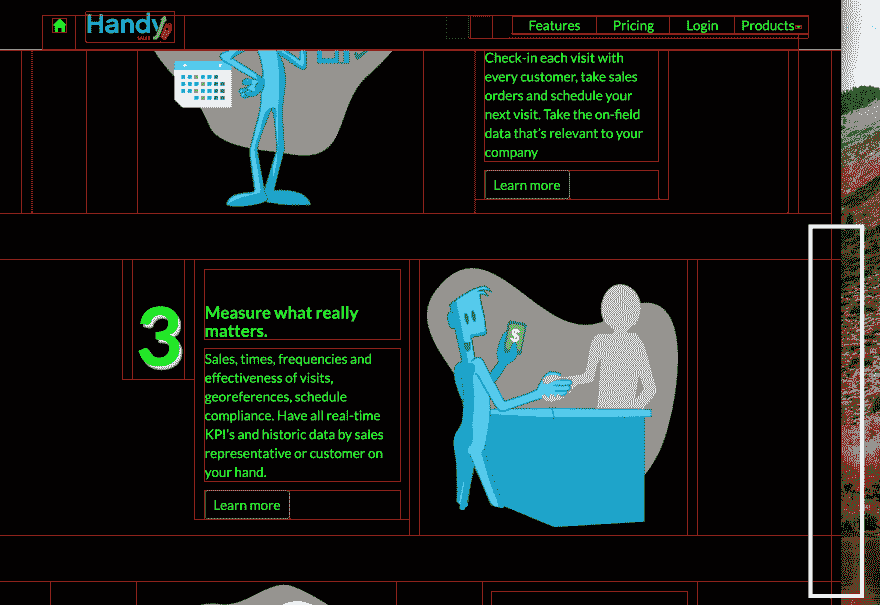 Handy
SALES
Features
Pricing
Login
Products
Check-in each visit with
every customer, take sales
orders and schedule your
next visit. Take the on-field
data that's relevant to your
company
Learn more
3
Measure what really
matters.
Sales, times, frequencies and
effectiveness of visits,
georeferences, schedule
compliance. Have all real-time
KPI's and historic data by sales
representative or customer on
your hand.
Learn more
$